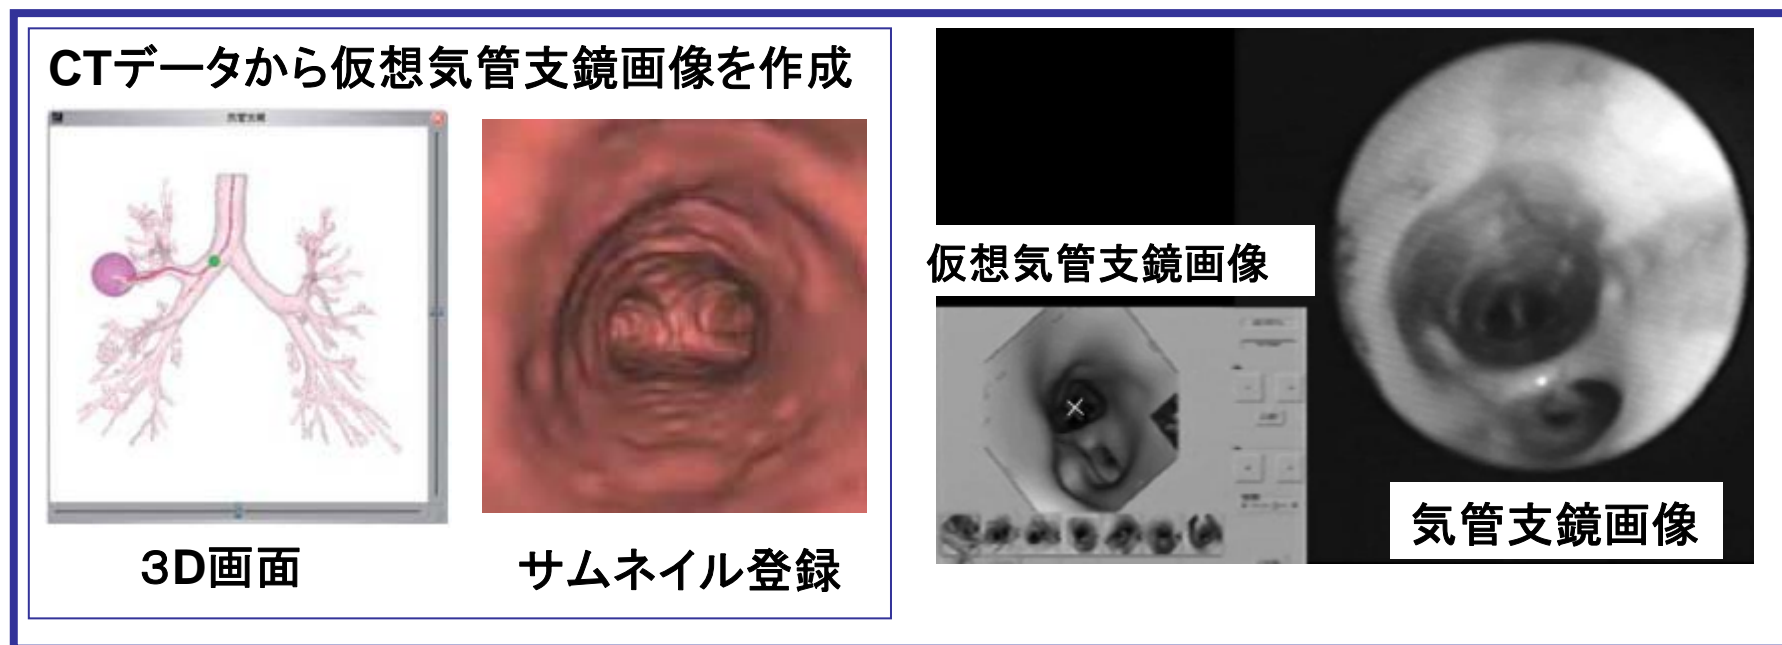 CTデータから仮想気管支鏡画像を作成
3D画面
サムネイル登録
仮想気管支鏡画像
気管支鏡画像